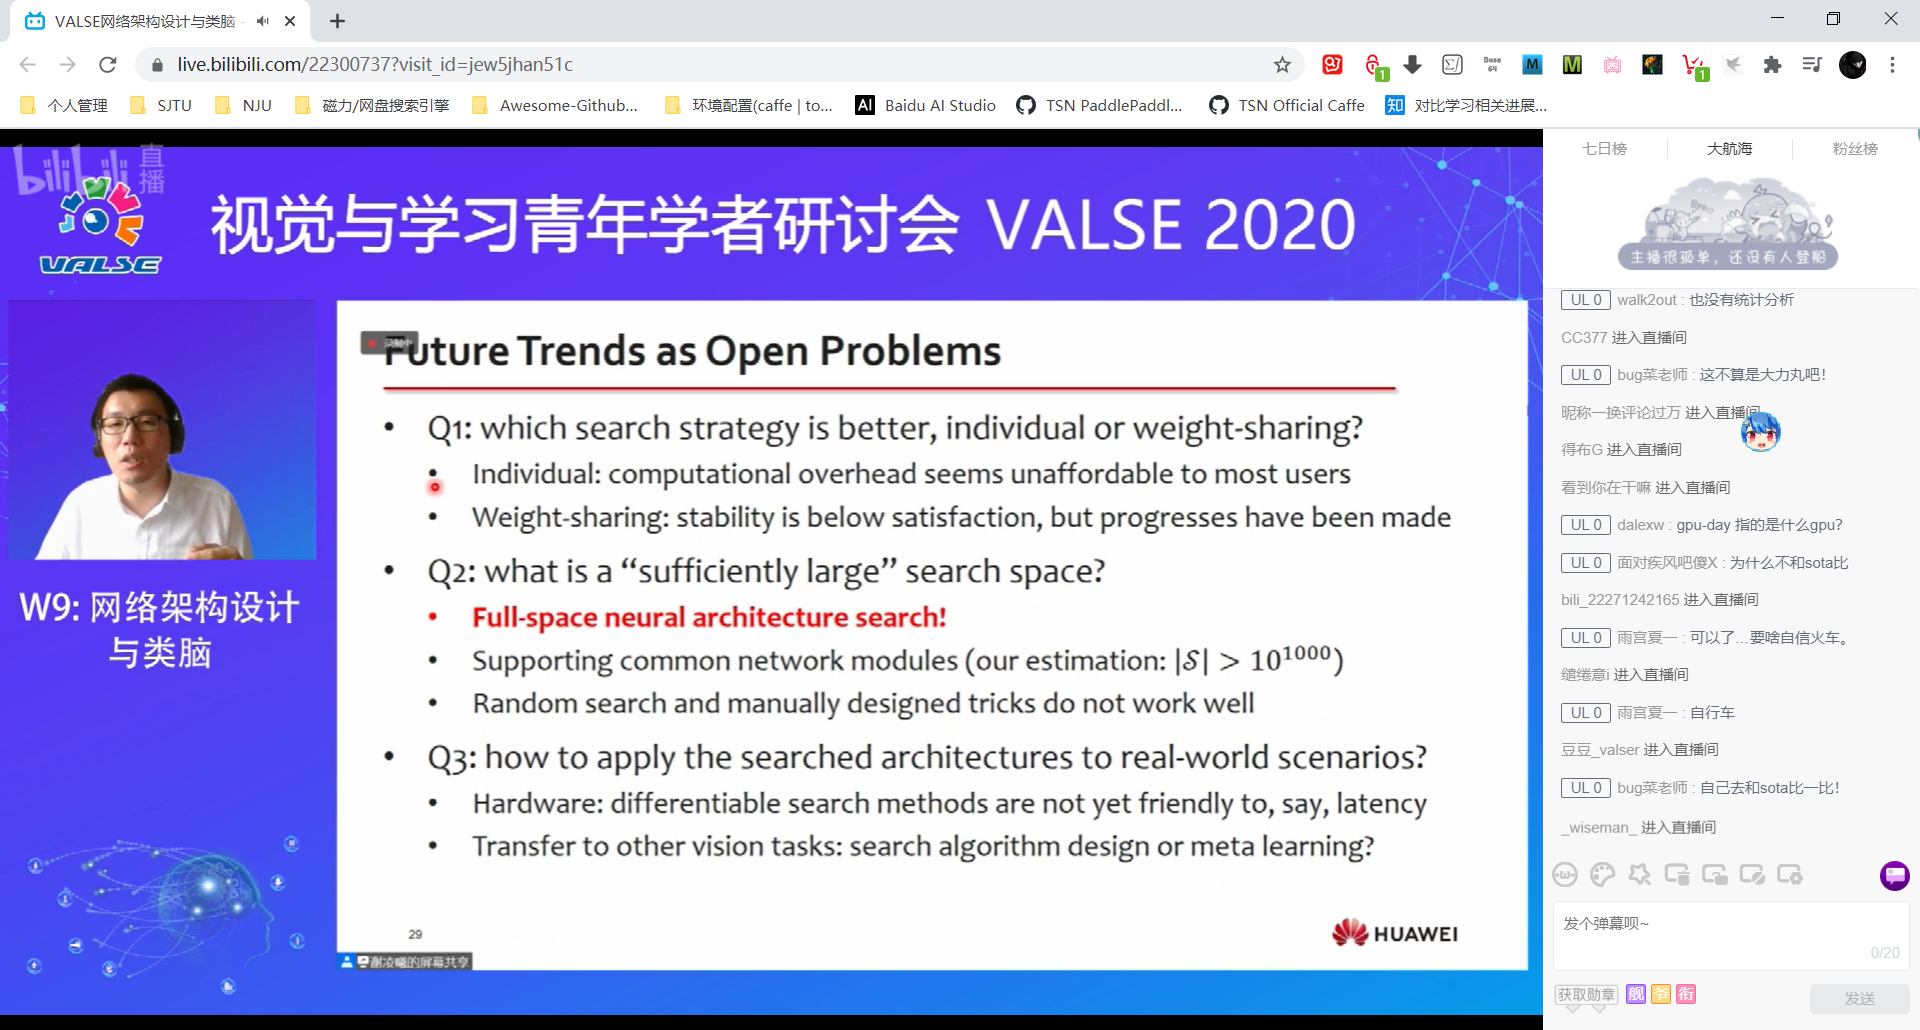 VALSE网络架构设计与类脑
live.bilibili.com/22300737?visit_id=jew5jhan51c
个人管理
SJTU
NJU
磁力/网盘搜索引擎
Awesome-Github...
环境配置(caffe | to...
Baidu AI Studio
TSN PaddlePaddl...
TSN Official Caffe
对比学习相关进展...
bilibili 直播
VALSE
视觉与学习青年学者研讨会 VALSE 2020
W9: 网络架构设计
与类脑
录制中
Future Trends as Open Problems
• Q1: which search strategy is better, individual or weight-sharing?
• Individual: computational overhead seems unaffordable to most users
• Weight-sharing: stability is below satisfaction, but progresses have been made
• Q2: what is a “sufficiently large” search space?
• Full-space neural architecture search!
• Supporting common network modules (our estimation: |𝒮| > 10¹⁰⁰⁰)
• Random search and manually designed tricks do not work well
• Q3: how to apply the searched architectures to real-world scenarios?
• Hardware: differentiable search methods are not yet friendly to, say, latency
• Transfer to other vision tasks: search algorithm design or meta learning?
29
HUAWEI
谢凌曦的屏幕共享
七日榜
大航海
粉丝榜
主播很孤单，还没有人登船
UL 0 walk2out : 也没有统计分析
CC377 进入直播间
UL 0 bug菜老师 : 这不算是大力丸吧！
昵称一换评论过万 进入直播间
得布G 进入直播间
看到你在干嘛 进入直播间
UL 0 dalexw : gpu-day 指的是什么gpu?
UL 0 面对疾风吧傻X : 为什么不和sota比
bili_22271242165 进入直播间
UL 0 雨宫夏一 : 可以了...要啥自信火车。
缱绻意i 进入直播间
UL 0 雨宫夏一 : 自行车
豆豆_valser 进入直播间
UL 0 bug菜老师 : 自己去和sota比一比！
_wiseman_ 进入直播间
发个弹幕呗~
0/20
获取勋章
舰 爷 衔
发送